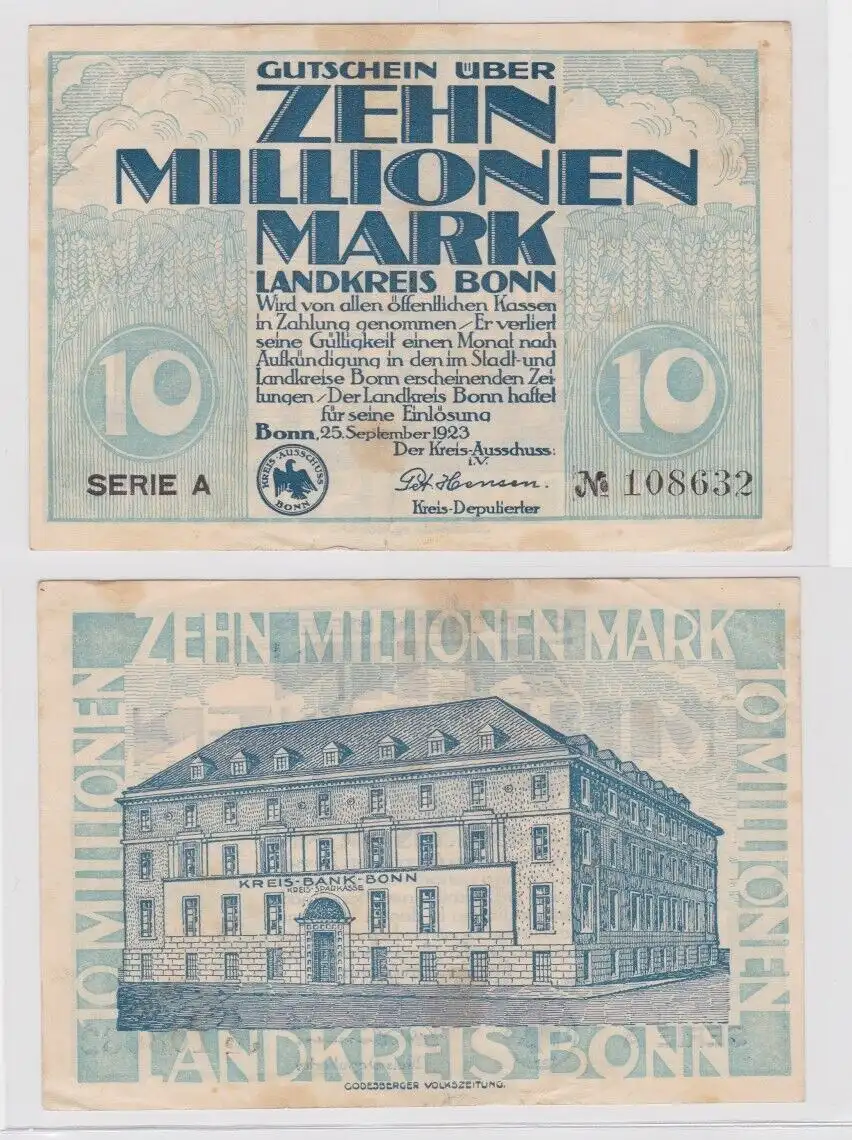 GUTSCHEIN ÜBER
ZEHN
MILLIONEN
MARK
LANDKREIS BONN
Wird von allen öffentlichen Kassen
in Zahlung genommen / Er verliert
seine Gültigkeit einen Monat nach
Aufkündigung in den im Stadt-und
Landkreise Bonn erscheinenden Zei-
tungen / Der Landkreis Bonn haftet
für seine Einlösung
Bonn, 25. September 1923
Der Kreis-Ausschuss:
i.V.
Kreis-Deputierter
10
10
SERIE A
KREIS-AUSSCHUSS
BONN
№ 108632
ZEHN MILLIONEN MARK
10 MILLIONEN
10 MILLIONEN
KREIS-BANK-BONN
KREIS-SPARKASSE
LANDKREIS BONN
GODESBERGER VOLKSZEITUNG.